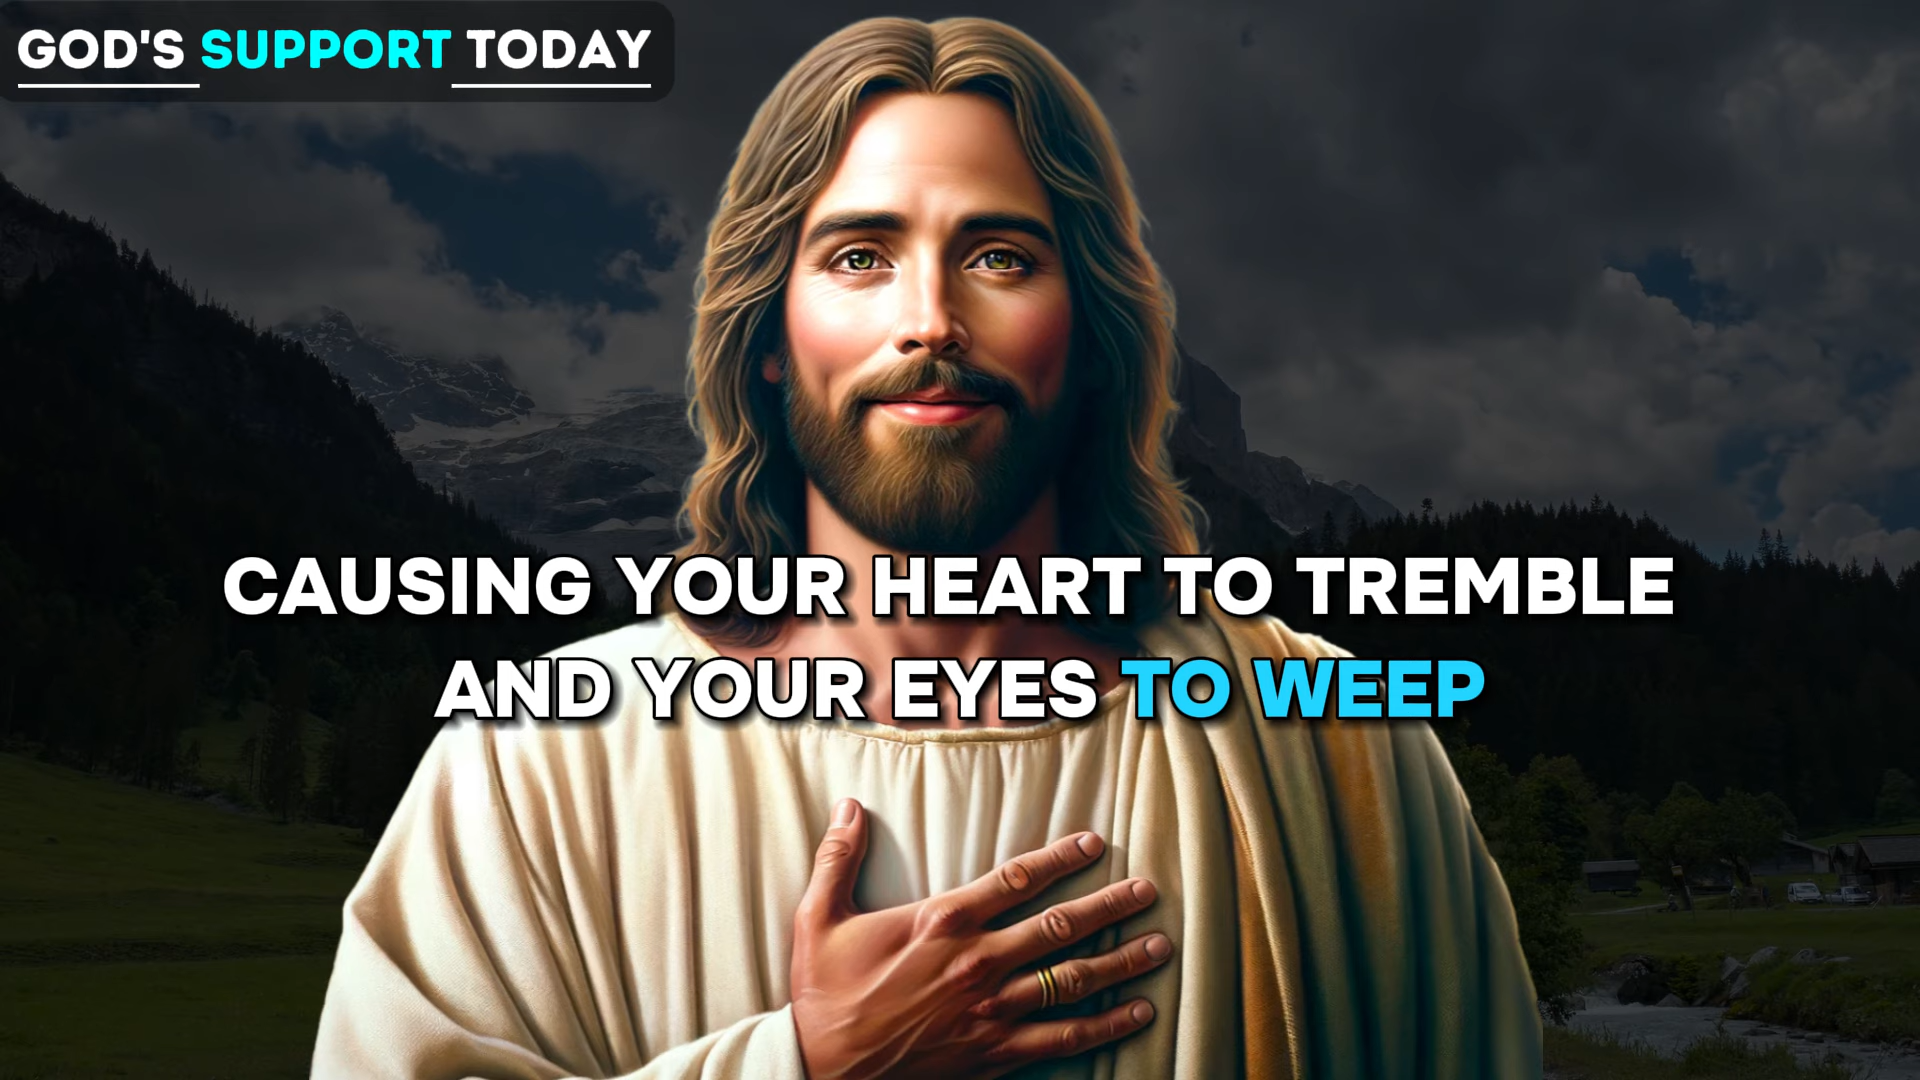 GOD'S SUPPORT TODAY
CAUSING YOUR HEART TO TREMBLE
AND YOUR EYES TO WEEP